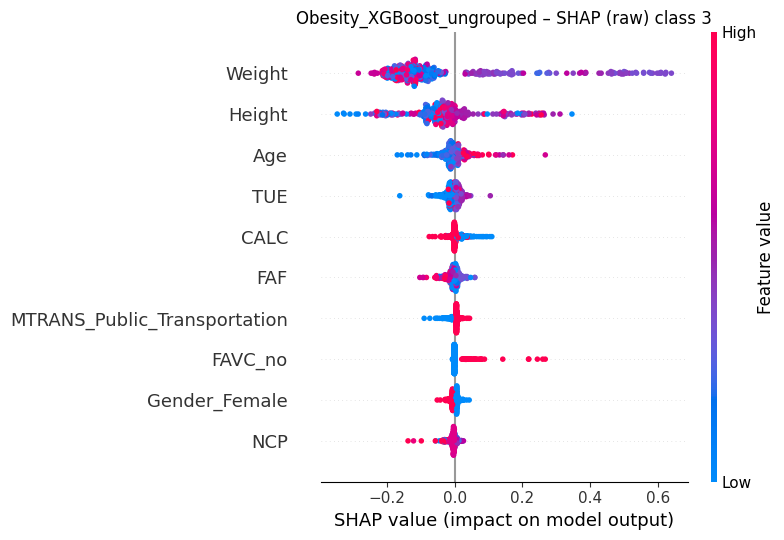 Obesity_XGBoost_ungrouped – SHAP (raw) class 3
High
Weight
Height
Age
TUE
CALC
FAF
MTRANS_Public_Transportation
FAVC_no
Gender_Female
NCP
Feature value
Low
−0.2 0.0 0.2 0.4 0.6
SHAP value (impact on model output)